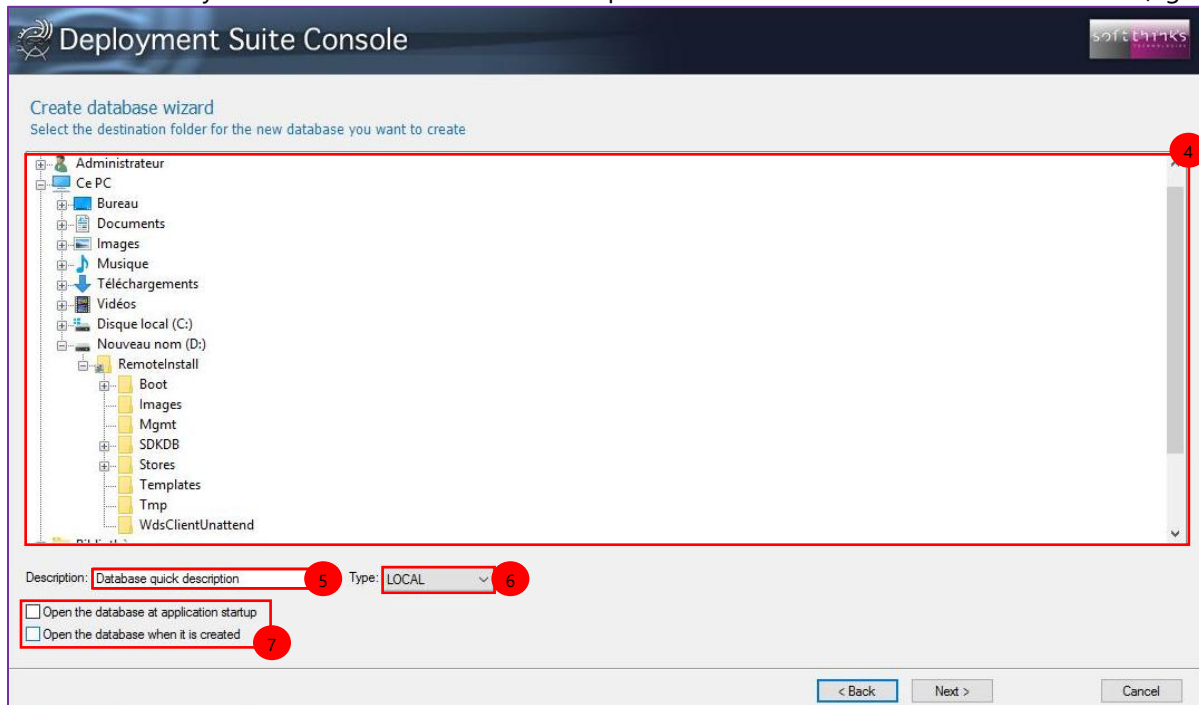 Deployment Suite Console
softthinks
Create database wizard
Select the destination folder for the new database you want to create
4
Administrateur
Ce PC
Bureau
Documents
Images
Musique
Téléchargements
Vidéos
Disque local (C:)
Nouveau nom (D:)
RemoteInstall
Boot
Images
Mgmt
SDKDB
Stores
Templates
Tmp
WdsClientUnattend
Description: Database quick description 5 Type: LOCAL 6
Open the database at application startup
Open the database when it is created 7
< Back Next > Cancel